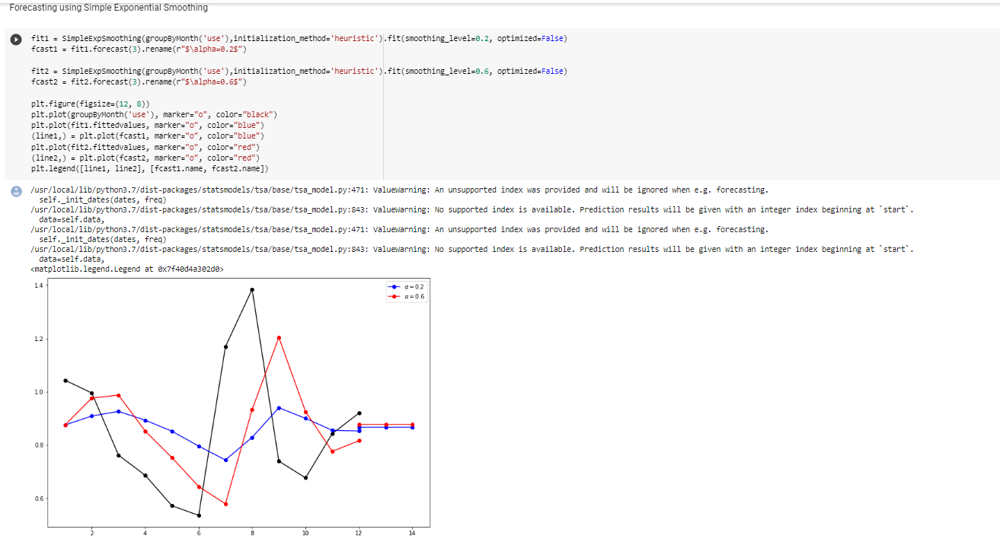 Forecasting using Simple Exponential Smoothing
fit1 = SimpleExpSmoothing(groupByMonth('use'),initialization_method='heuristic').fit(smoothing_level=0.2, optimized=False)
fcast1 = fit1.forecast(3).rename(r"$\alpha=0.2$")
fit2 = SimpleExpSmoothing(groupByMonth('use'),initialization_method='heuristic').fit(smoothing_level=0.6, optimized=False)
fcast2 = fit2.forecast(3).rename(r"$\alpha=0.6$")
plt.figure(figsize=(12, 8))
plt.plot(groupByMonth('use'), marker="o", color="black")
plt.plot(fit1.fittedvalues, marker="o", color="blue")
(line1,) = plt.plot(fcast1, marker="o", color="blue")
plt.plot(fit2.fittedvalues, marker="o", color="red")
(line2,) = plt.plot(fcast2, marker="o", color="red")
plt.legend([line1, line2], [fcast1.name, fcast2.name])
/usr/local/lib/python3.7/dist-packages/statsmodels/tsa/base/tsa_model.py:471: ValueWarning: An unsupported index was provided and will be ignored when e.g. forecasting.
self._init_dates(dates, freq)
/usr/local/lib/python3.7/dist-packages/statsmodels/tsa/base/tsa_model.py:843: ValueWarning: No supported index is available. Prediction results will be given with an integer index beginning at `start`.
data=self.data,
/usr/local/lib/python3.7/dist-packages/statsmodels/tsa/base/tsa_model.py:471: ValueWarning: An unsupported index was provided and will be ignored when e.g. forecasting.
self._init_dates(dates, freq)
/usr/local/lib/python3.7/dist-packages/statsmodels/tsa/base/tsa_model.py:843: ValueWarning: No supported index is available. Prediction results will be given with an integer index beginning at `start`.
data=self.data,
<matplotlib.legend.Legend at 0x7f40d4a302d0>
1.4
α=0.2
α=0.6
1.2
1.0
0.8
0.6
2 4 6 8 10 12 14